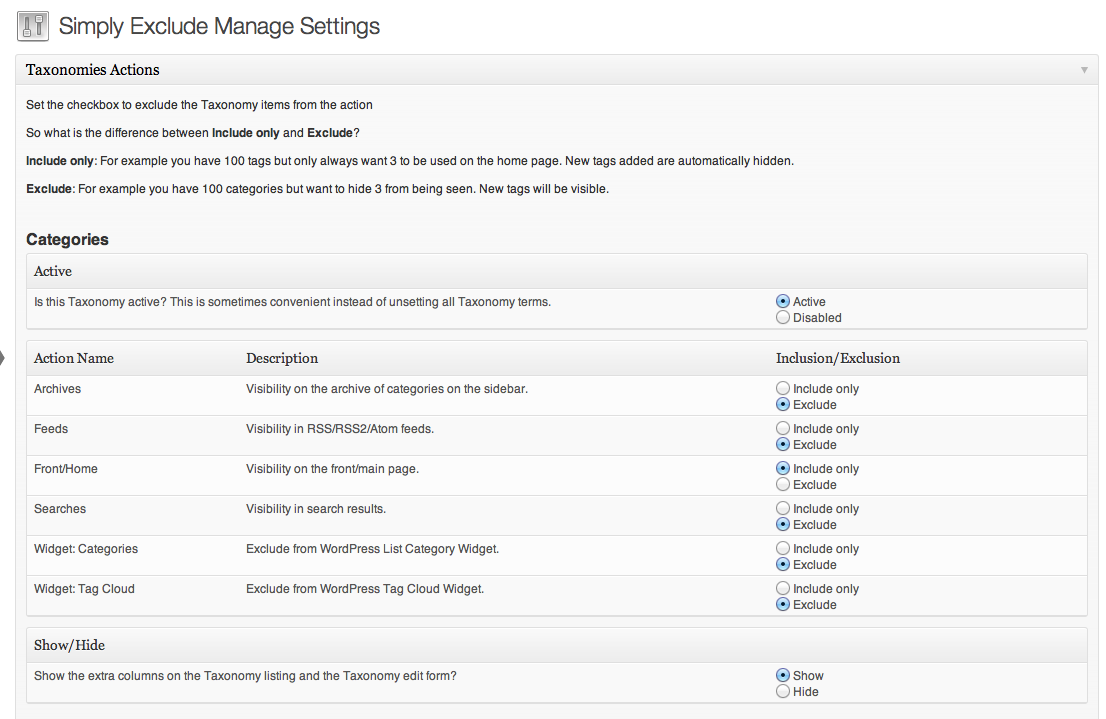 Simply Exclude Manage Settings
Taxonomies Actions
Set the checkbox to exclude the Taxonomy items from the action
So what is the difference between Include only and Exclude?
Include only: For example you have 100 tags but only always want 3 to be used on the home page. New tags added are automatically hidden.
Exclude: For example you have 100 categories but want to hide 3 from being seen. New tags will be visible.
Categories
Active
Is this Taxonomy active? This is sometimes convenient instead of unsetting all Taxonomy terms.
Active
Disabled
Action Name Description Inclusion/Exclusion
Archives Visibility on the archive of categories on the sidebar. Include only
Exclude
Feeds Visibility in RSS/RSS2/Atom feeds. Include only
Exclude
Front/Home Visibility on the front/main page. Include only
Exclude
Searches Visibility in search results. Include only
Exclude
Widget: Categories Exclude from WordPress List Category Widget. Include only
Exclude
Widget: Tag Cloud Exclude from WordPress Tag Cloud Widget. Include only
Exclude
Show/Hide
Show the extra columns on the Taxonomy listing and the Taxonomy edit form? Show
Hide